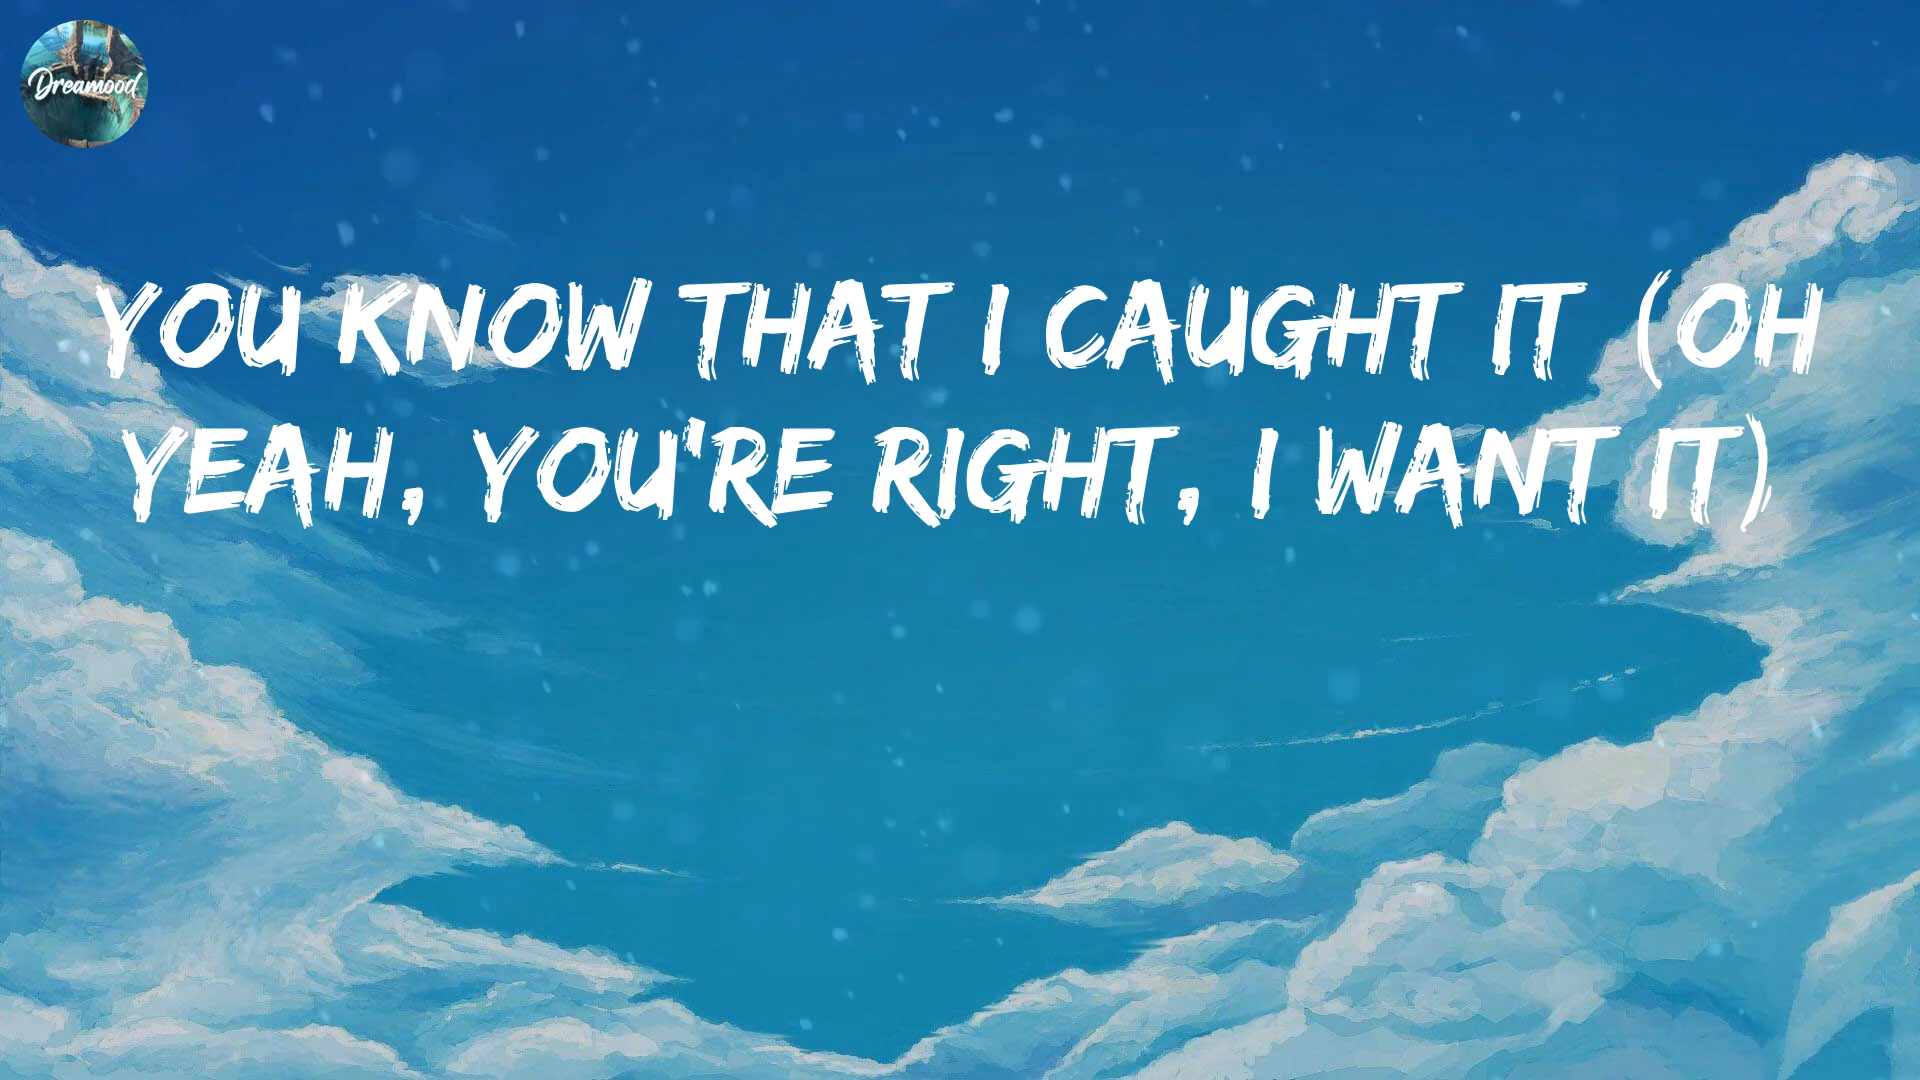 Dreamood
YOU KNOW THAT I CAUGHT IT (OH
YEAH, YOU'RE RIGHT, I WANT IT)